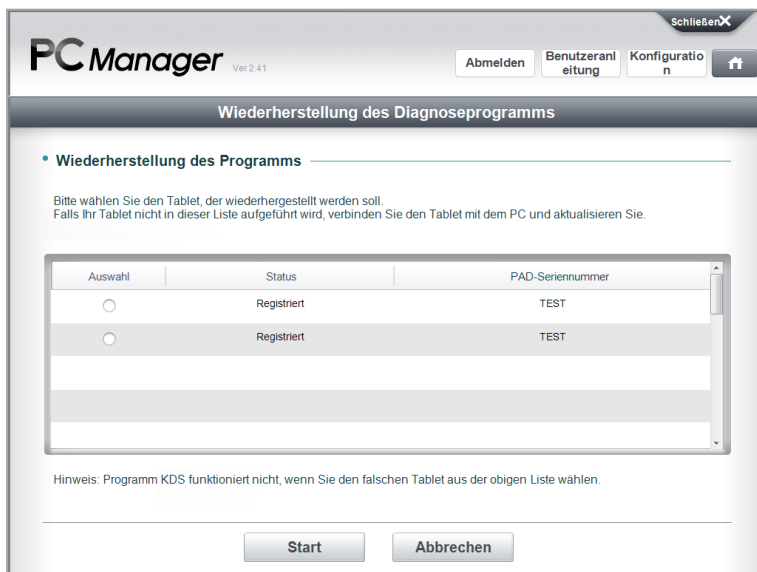 SchließenX
PC Manager Ver 2.41
Abmelden
Benutzeranl
eitung
Konfiguratio
n
Wiederherstellung des Diagnoseprogramms
Wiederherstellung des Programms
Bitte wählen Sie den Tablet, der wiederhergestellt werden soll.
Falls Ihr Tablet nicht in dieser Liste aufgeführt wird, verbinden Sie den Tablet mit dem PC und aktualisieren Sie.
Auswahl Status PAD-Seriennummer
Registriert TEST
Registriert TEST
Hinweis: Programm KDS funktioniert nicht, wenn Sie den falschen Tablet aus der obigen Liste wählen.
Start Abbrechen